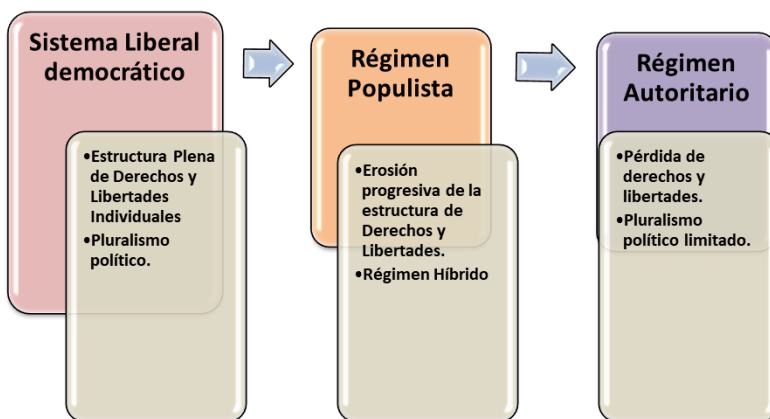 Sistema Liberal
democrático
•Estructura Plena
de Derechos y
Libertades
Individuales
•Pluralismo
político.
Régimen
Populista
•Erosión
progresiva de la
estructura de
Derechos y
Libertades.
•Régimen Híbrido
Régimen
Autoritario
•Pérdida de
derechos y
libertades.
•Pluralismo
político limitado.